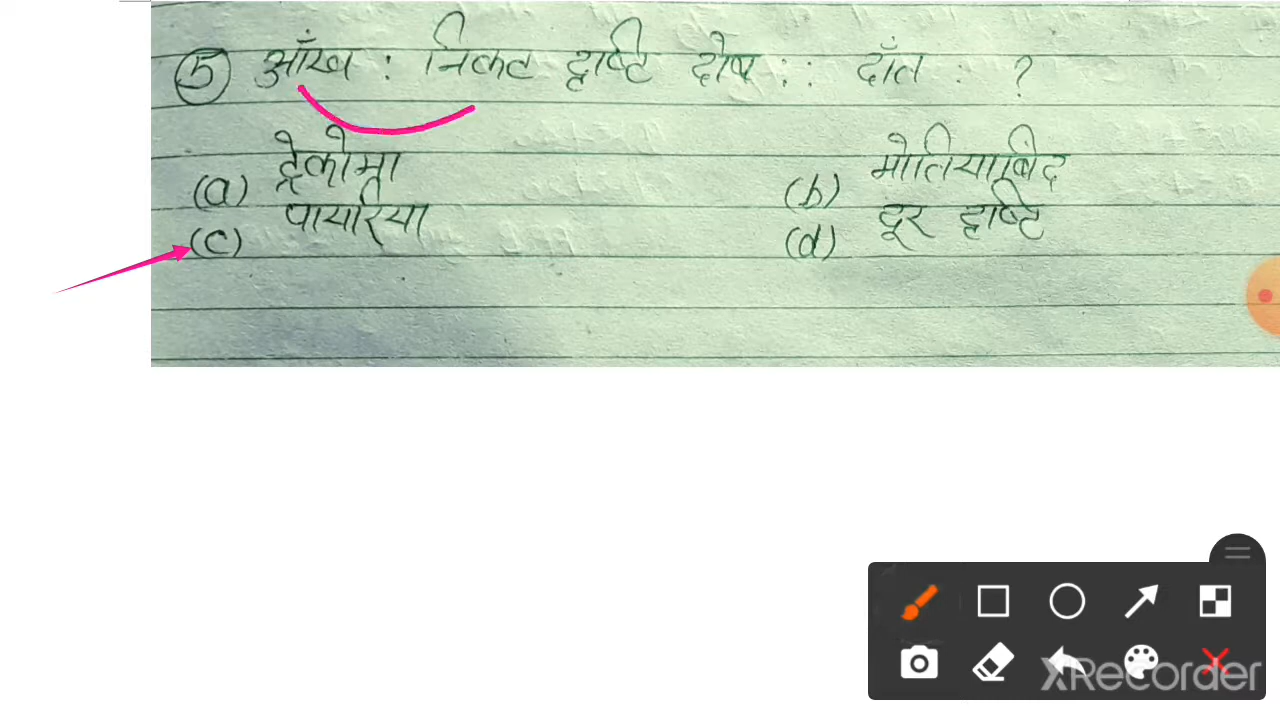 (5) आँख : निकट दृष्टि दोष :: दाँत : ?
(a) ट्रेकोमा (b) मोतियाबिंद
(c) पायरिया (d) दूर दृष्टि
XRecorder